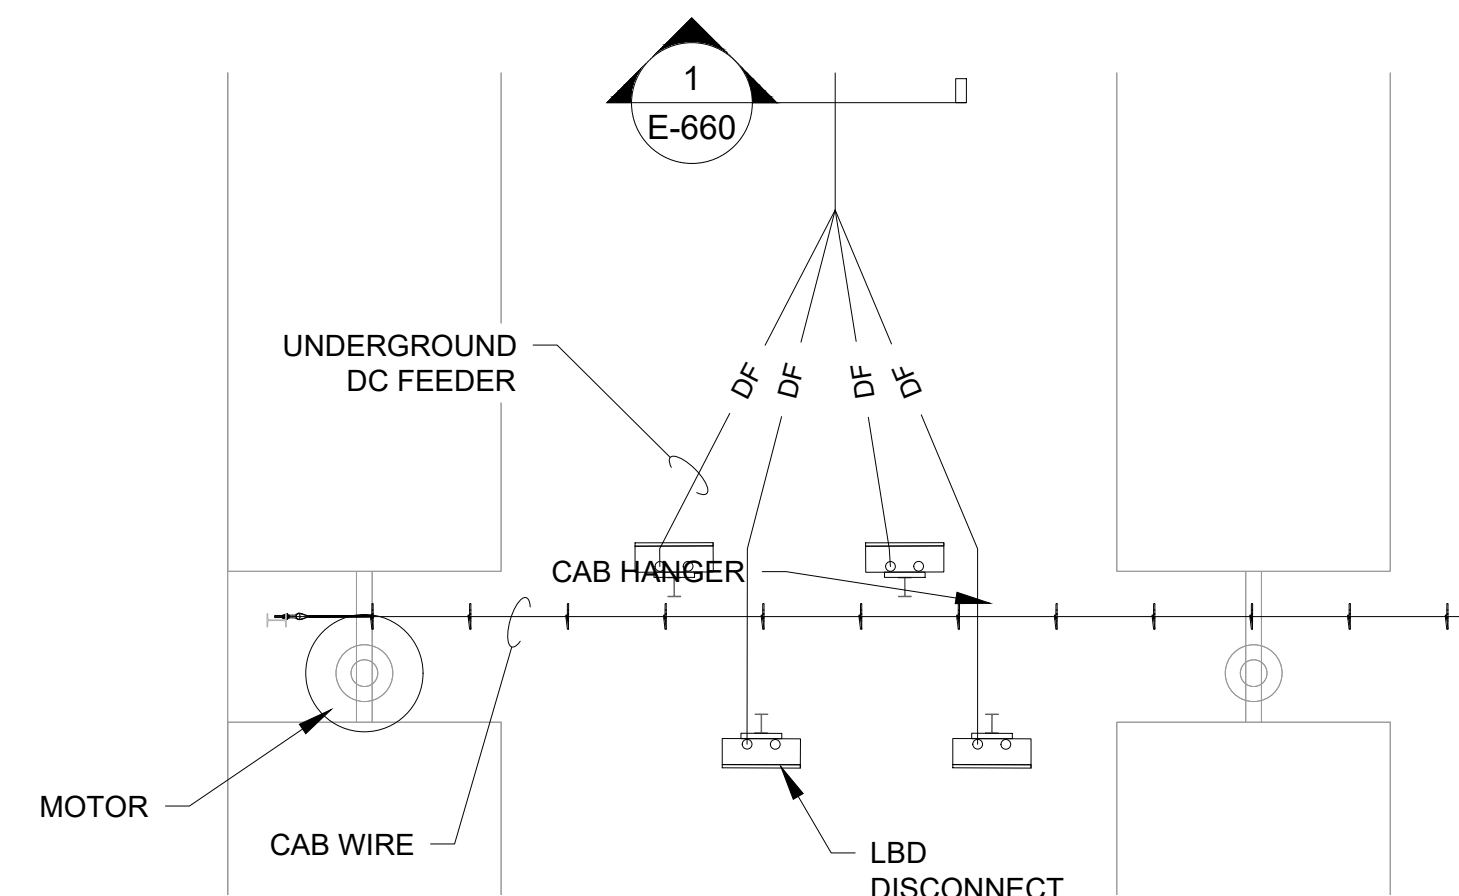 1
E-660
UNDERGROUND
DC FEEDER
DF
DF
DF
DF
CAB HANGER
MOTOR
CAB WIRE
LBD
DISCONNECT